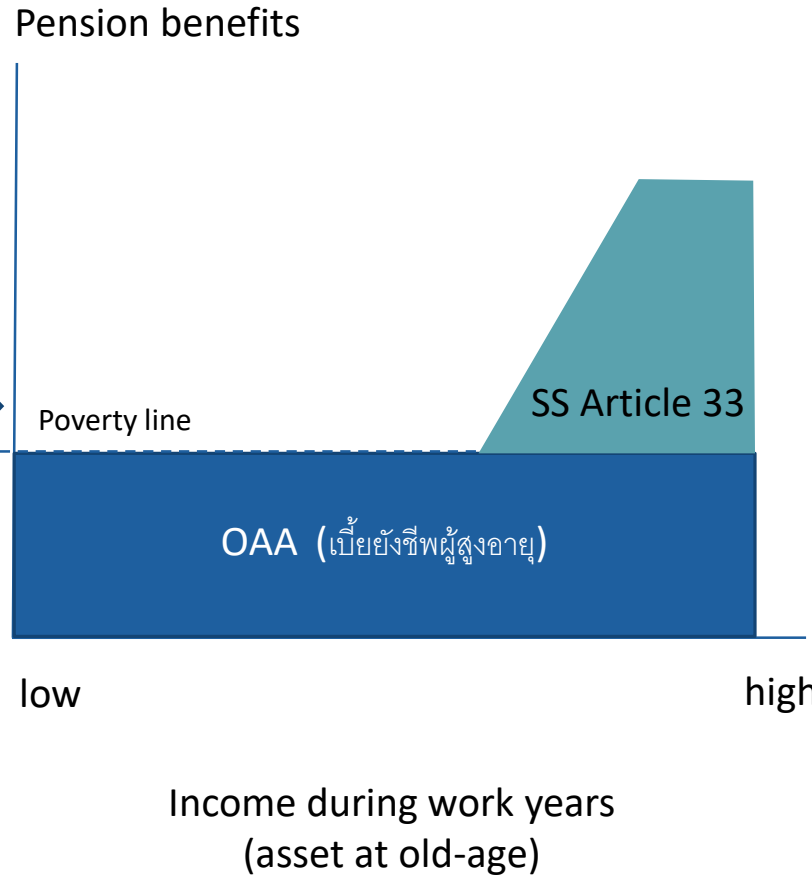 Pension benefits
SS Article 33
Poverty line
OAA (เบี้ยยังชีพผู้สูงอายุ)
low
high
Income during work years
(asset at old-age)